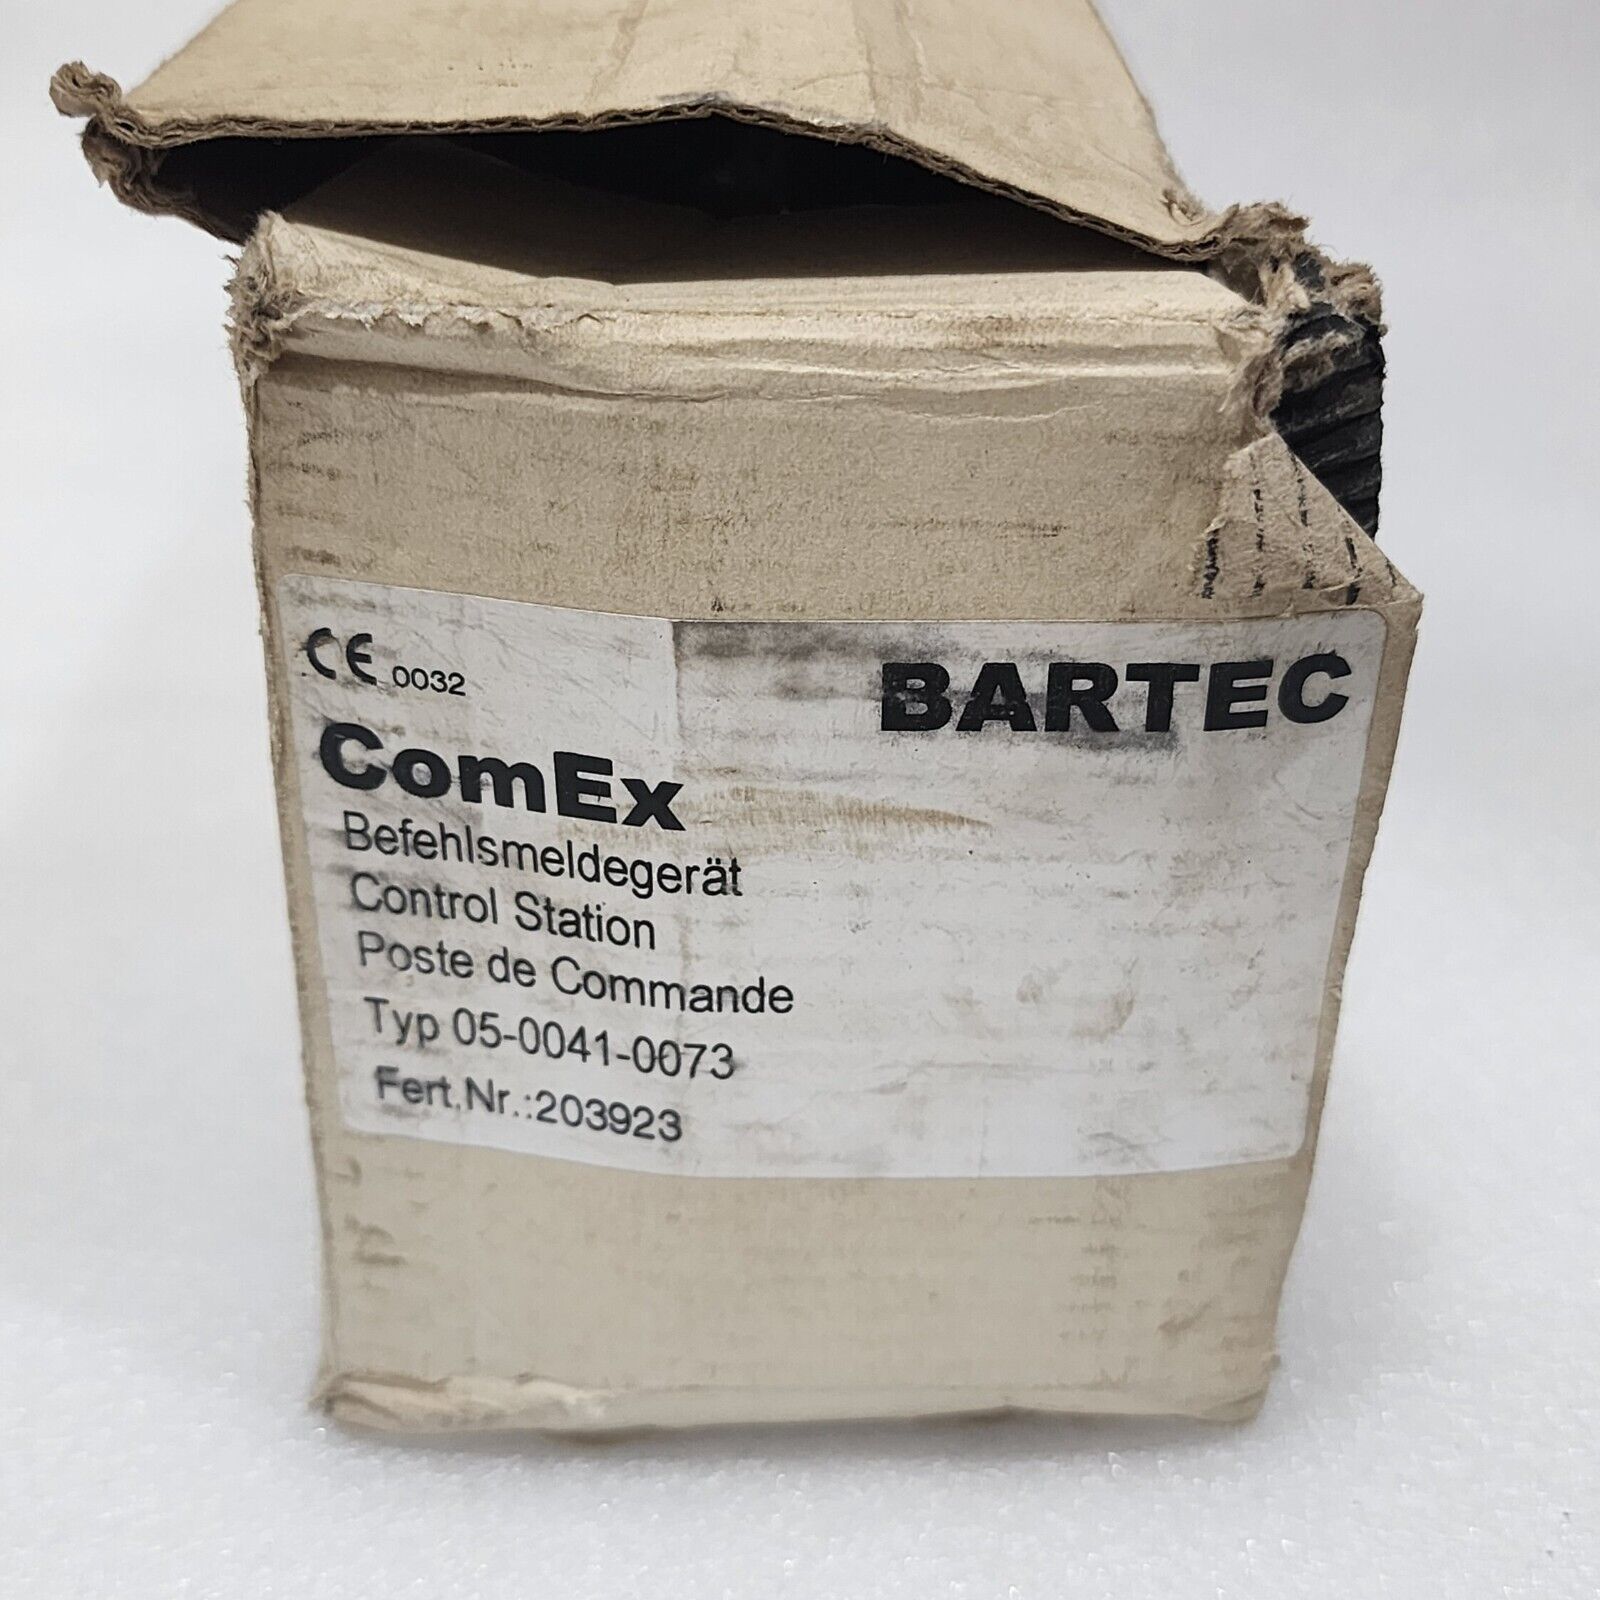 CE 0032
BARTEC
ComEx
Befehlsmeldegerät
Control Station
Poste de Commande
Typ 05-0041-0073
Fert.Nr.:203923